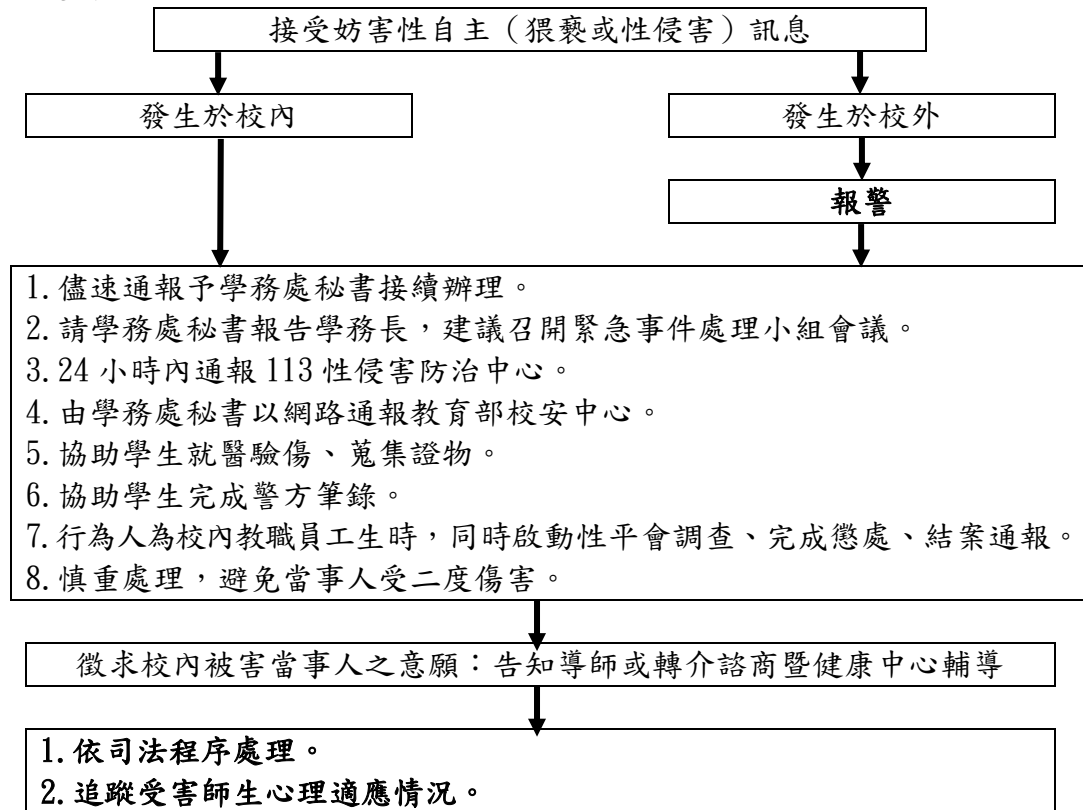 接受妨害性自主（猥褻或性侵害）訊息
發生於校內
發生於校外
報警
1.儘速通報予學務處秘書接續辦理。
2.請學務處秘書報告學務長，建議召開緊急事件處理小組會議。
3.24 小時內通報 113 性侵害防治中心。
4.由學務處秘書以網路通報教育部校安中心。
5.協助學生就醫驗傷、蒐集證物。
6.協助學生完成警方筆錄。
7.行為人為校內教職員工生時，同時啟動性平會調查、完成懲處、結案通報。
8.慎重處理，避免當事人受二度傷害。
徵求校內被害當事人之意願：告知導師或轉介諮商暨健康中心輔導
1.依司法程序處理。
2.追蹤受害師生心理適應情況。